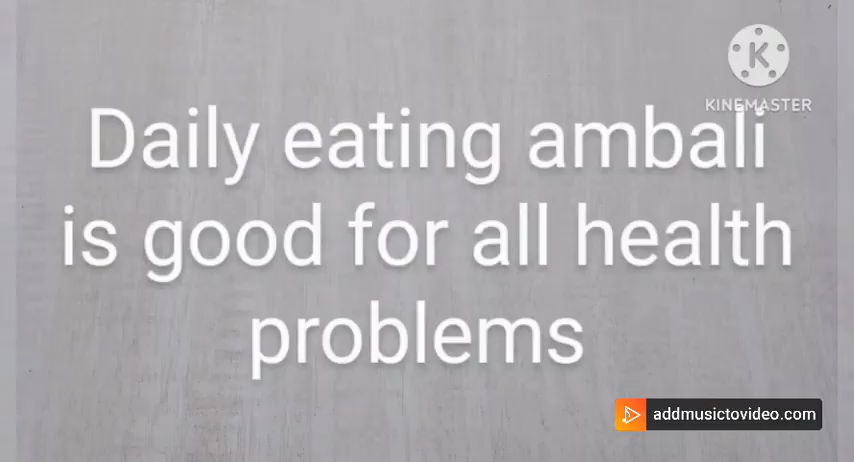 KINEMASTER
Daily eating ambali
is good for all health
problems
addmusictovideo.com